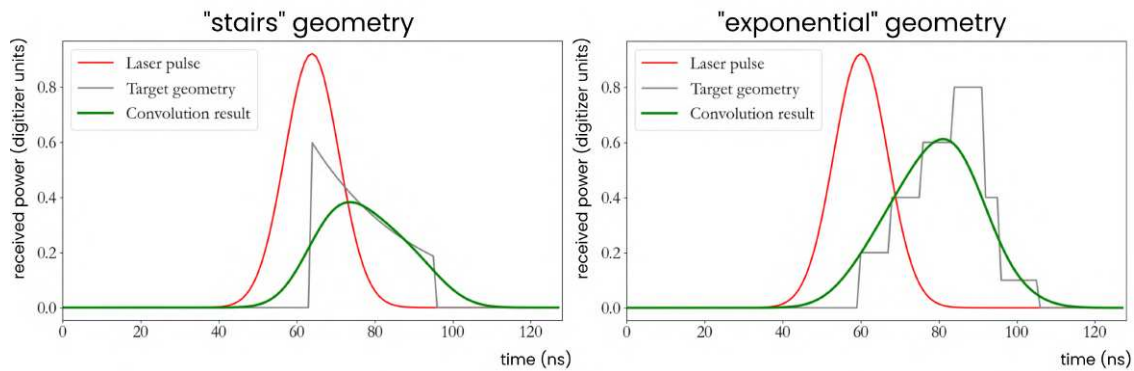 "stairs" geometry
received power (digitizer units)
Laser pulse
Target geometry
Convolution result
0.8
0.6
0.4
0.2
0.0
0 20 40 60 80 100 120
time (ns)
"exponential" geometry
received power (digitizer units)
Laser pulse
Target geometry
Convolution result
0.8
0.6
0.4
0.2
0.0
0 20 40 60 80 100 120
time (ns)